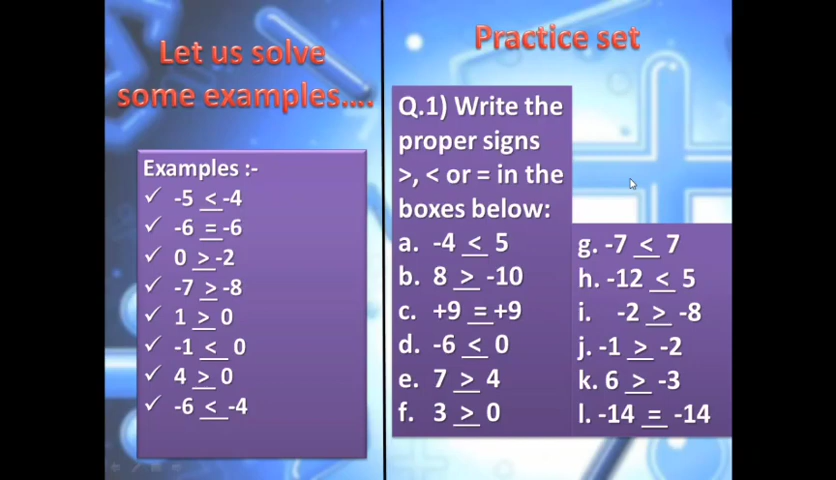 Let us solve
some examples....
Examples :-
✓ -5 < -4
✓ -6 = -6
✓ 0 > -2
✓ -7 > -8
✓ 1 > 0
✓ -1 < 0
✓ 4 > 0
✓ -6 < -4
Practice set
Q.1) Write the
proper signs
>, < or = in the
boxes below:
a. -4 < 5
b. 8 > -10
c. +9 = +9
d. -6 < 0
e. 7 > 4
f. 3 > 0
g. -7 < 7
h. -12 < 5
i. -2 > -8
j. -1 > -2
k. 6 > -3
l. -14 = -14